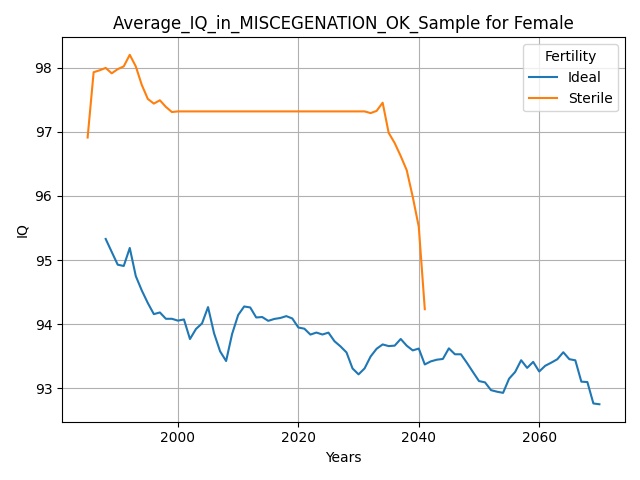 Average_IQ_in_MISCEGENATION_OK_Sample for Female
Fertility
Ideal
Sterile
98
97
96
95
94
93
IQ
2000
2020
2040
2060
Years